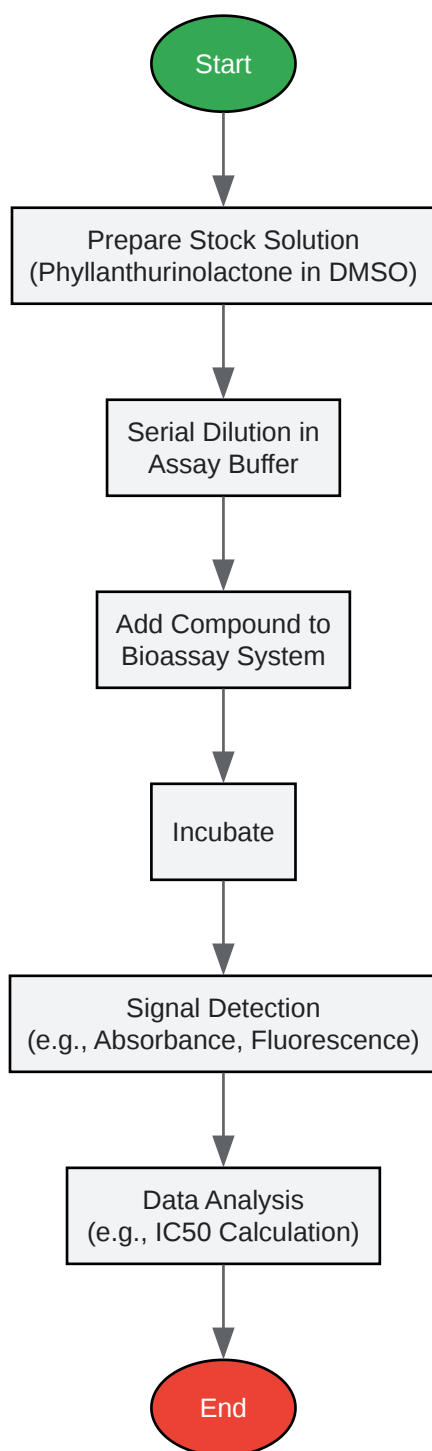 Start
Prepare Stock Solution
(Phyllanthurinolactone in DMSO)
Serial Dilution in
Assay Buffer
Add Compound to
Bioassay System
Incubate
Signal Detection
(e.g., Absorbance, Fluorescence)
Data Analysis
(e.g., IC50 Calculation)
End